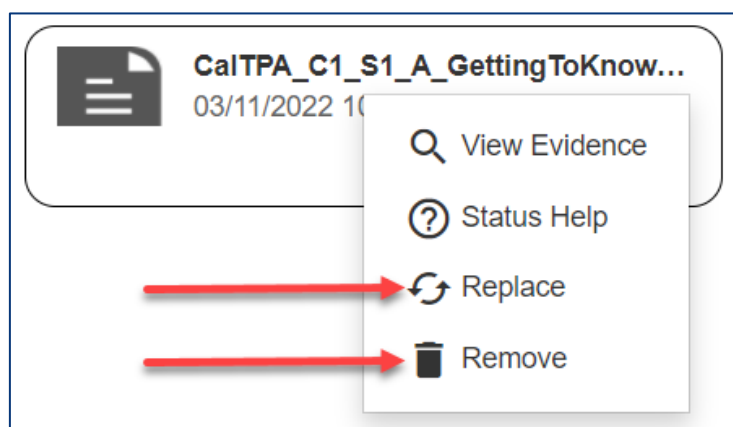 CalTPA_C1_S1_A_GettingToKnow...
03/11/2022 10
View Evidence
Status Help
Replace
Remove